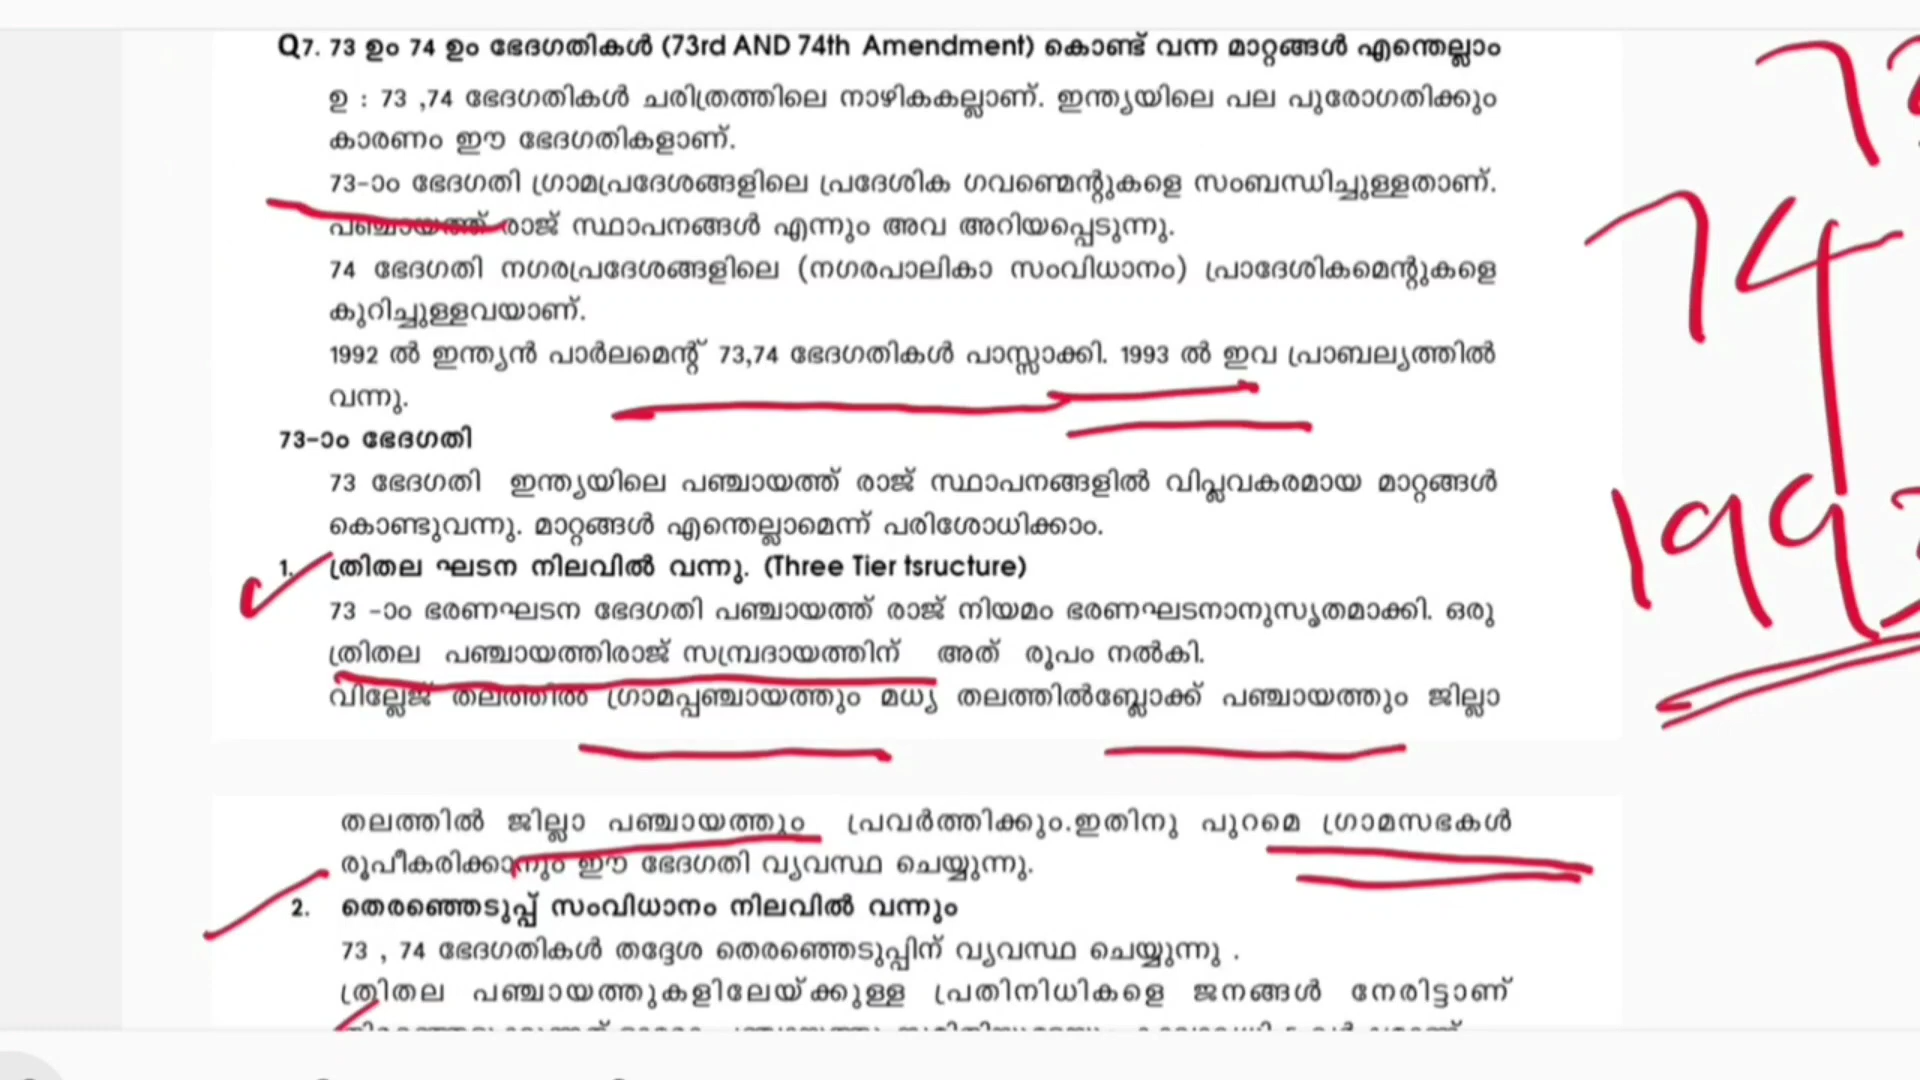 Q7. 73 ഉം 74 ഉം ഭേദഗതികൾ (73rd AND 74th Amendment) കൊണ്ട് വന്ന മാറ്റങ്ങൾ എന്തെല്ലാം
ഉ : 73 ,74 ഭേദഗതികൾ ചരിത്രത്തിലെ നാഴികകല്ലാണ്. ഇന്ത്യയിലെ പല പുരോഗതിക്കും
കാരണം ഈ ഭേദഗതികളാണ്.
73-ാം ഭേദഗതി ഗ്രാമപ്രദേശങ്ങളിലെ പ്രദേശിക ഗവണ്മെന്റുകളെ സംബന്ധിച്ചുള്ളതാണ്.
പഞ്ചായത്ത് രാജ് സ്ഥാപനങ്ങൾ എന്നും അവ അറിയപ്പെടുന്നു.
74 ഭേദഗതി നഗരപ്രദേശങ്ങളിലെ (നഗരപാലികാ സംവിധാനം) പ്രാദേശികമെന്റുകളെ
കുറിച്ചുള്ളവയാണ്.
1992 ൽ ഇന്ത്യൻ പാർലമെന്റ് 73,74 ഭേദഗതികൾ പാസ്സാക്കി. 1993 ൽ ഇവ പ്രാബല്യത്തിൽ
വന്നു.
73-ാം ഭേദഗതി
73 ഭേദഗതി ഇന്ത്യയിലെ പഞ്ചായത്ത് രാജ് സ്ഥാപനങ്ങളിൽ വിപ്ലവകരമായ മാറ്റങ്ങൾ
കൊണ്ടുവന്നു. മാറ്റങ്ങൾ എന്തെല്ലാമെന്ന് പരിശോധിക്കാം.
1. ത്രിതല ഘടന നിലവിൽ വന്നു. (Three Tier tsructure)
73 -ാം ഭരണഘടന ഭേദഗതി പഞ്ചായത്ത് രാജ് നിയമം ഭരണഘടനാനുസൃതമാക്കി. ഒരു
ത്രിതല പഞ്ചായത്തിരാജ് സമ്പ്രദായത്തിന് അത് രൂപം നൽകി.
വില്ലേജ് തലത്തിൽ ഗ്രാമപ്പഞ്ചായത്തും മധ്യ തലത്തിൽബ്ലോക്ക് പഞ്ചായത്തും ജില്ലാ
തലത്തിൽ ജില്ലാ പഞ്ചായത്തും പ്രവർത്തിക്കും.ഇതിനു പുറമെ ഗ്രാമസഭകൾ
രൂപീകരിക്കാനും ഈ ഭേദഗതി വ്യവസ്ഥ ചെയ്യുന്നു.
2. തെരഞ്ഞെടുപ്പ് സംവിധാനം നിലവിൽ വന്നും
73 , 74 ഭേദഗതികൾ തദ്ദേശ തെരഞ്ഞെടുപ്പിന് വ്യവസ്ഥ ചെയ്യുന്നു .
ത്രിതല പഞ്ചായത്തുകളിലേയ്ക്കുള്ള പ്രതിനിധികളെ ജനങ്ങൾ നേരിട്ടാണ്
74